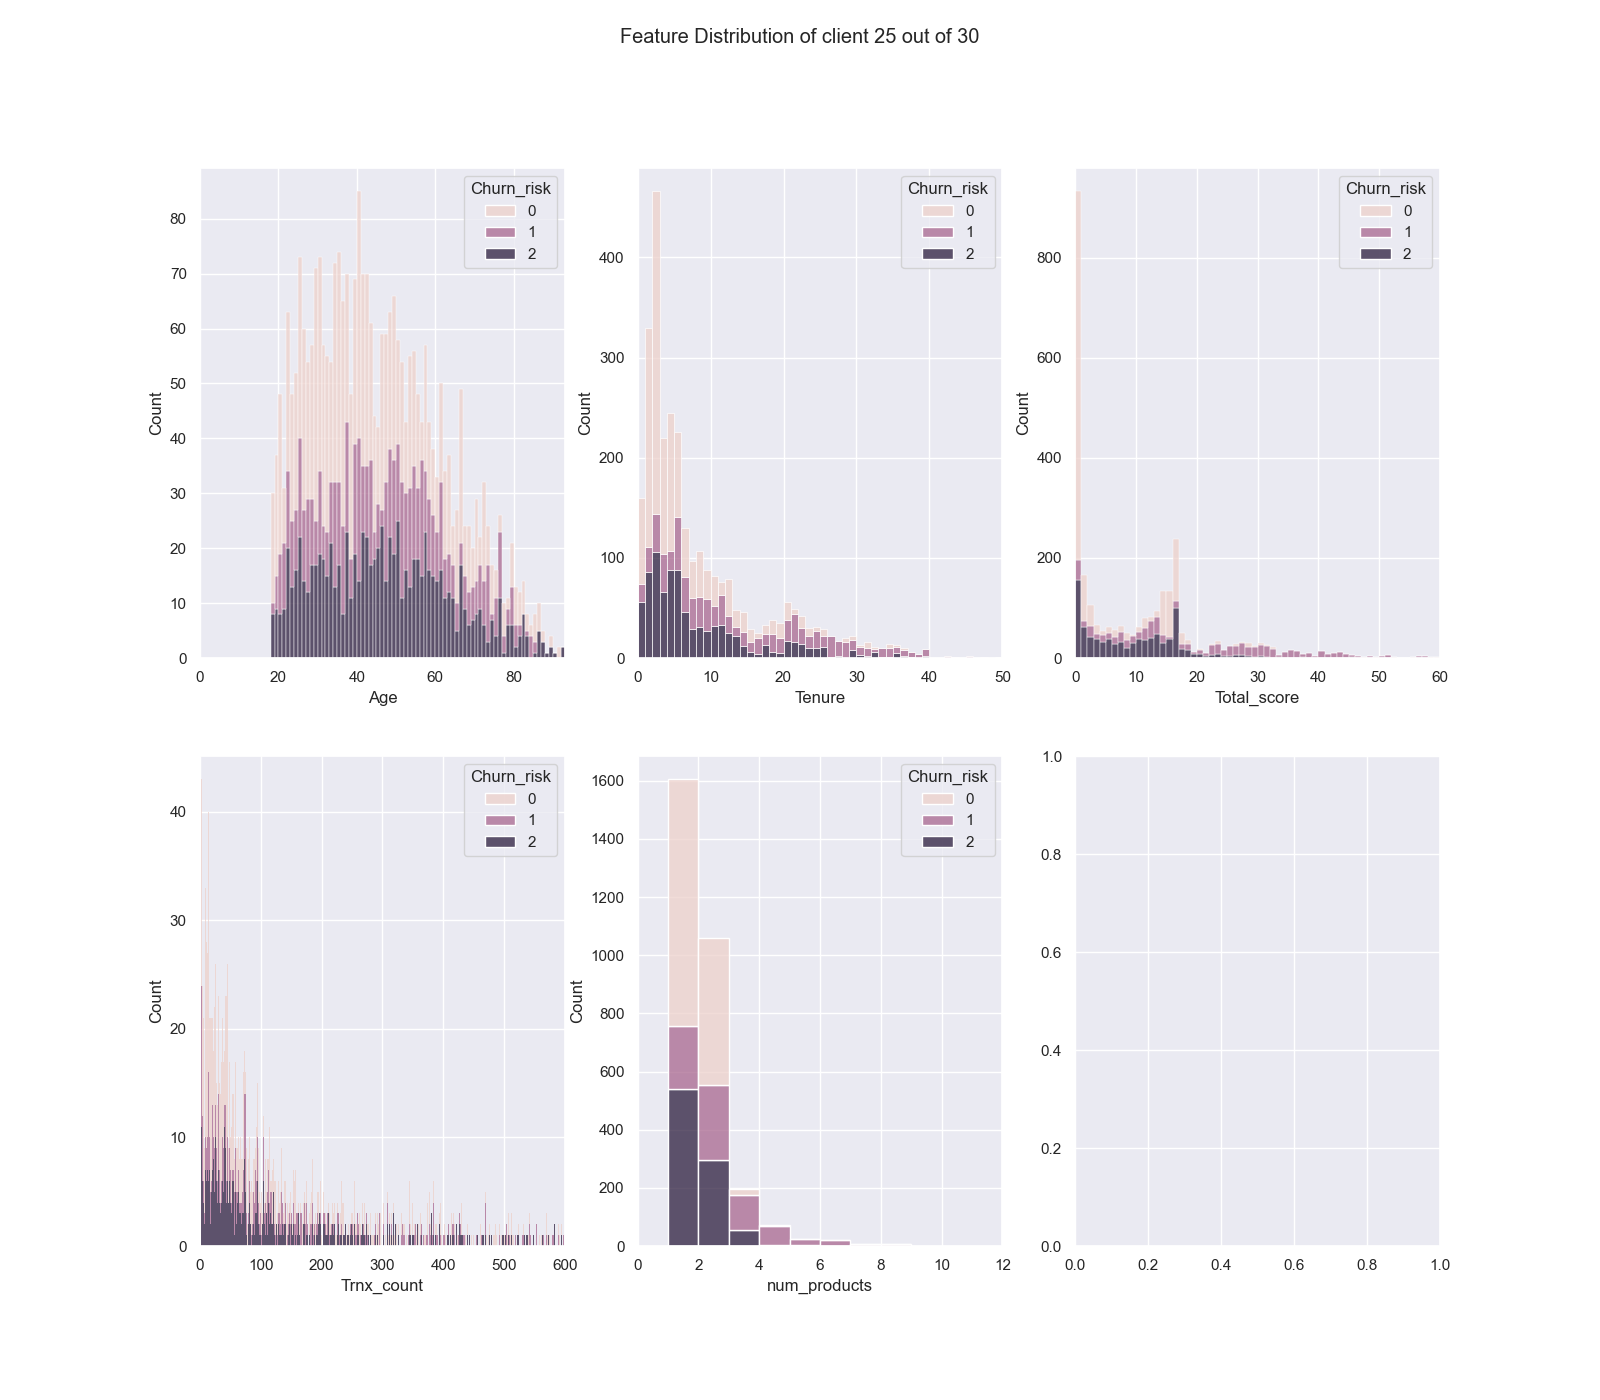 Feature Distribution of client 25 out of 30
Churn_risk
0
1
2
80
70
60
50
40
30
20
10
0
Count
0 20 40 60 80
Age
Churn_risk
0
1
2
400
300
200
100
0
Count
0 10 20 30 40 50
Tenure
Churn_risk
0
1
2
800
600
400
200
0
Count
0 10 20 30 40 50 60
Total_score
Churn_risk
0
1
2
40
30
20
10
0
Count
0 100 200 300 400 500 600
Trnx_count
Churn_risk
0
1
2
1600
1400
1200
1000
800
600
400
200
0
Count
0 2 4 6 8 10 12
num_products
1.0
0.8
0.6
0.4
0.2
0.0
0.0 0.2 0.4 0.6 0.8 1.0